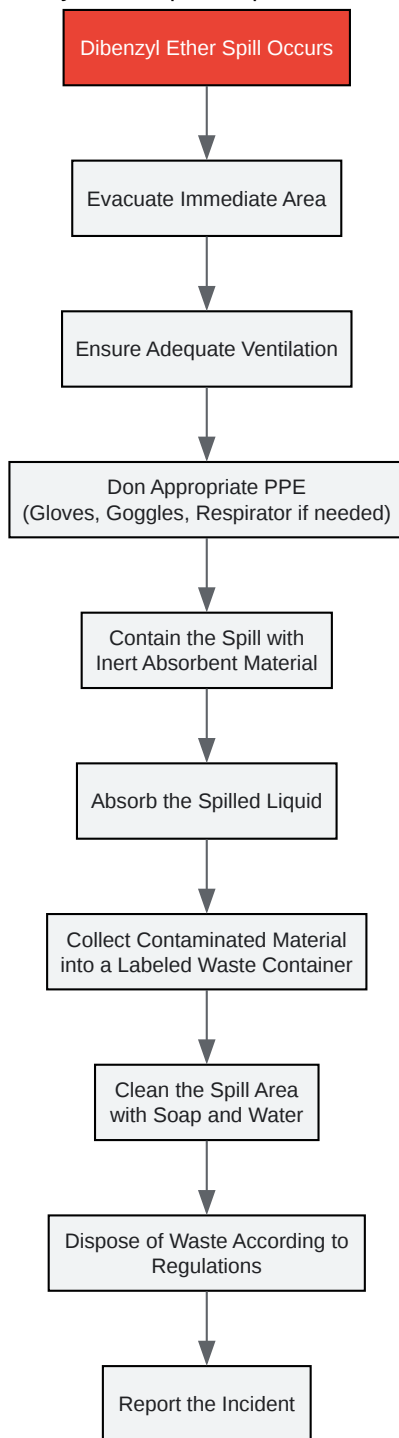 Dibenzyl Ether Spill Occurs
Evacuate Immediate Area
Ensure Adequate Ventilation
Don Appropriate PPE
(Gloves, Goggles, Respirator if needed)
Contain the Spill with
Inert Absorbent Material
Absorb the Spilled Liquid
Collect Contaminated Material
into a Labeled Waste Container
Clean the Spill Area
with Soap and Water
Dispose of Waste According to
Regulations
Report the Incident